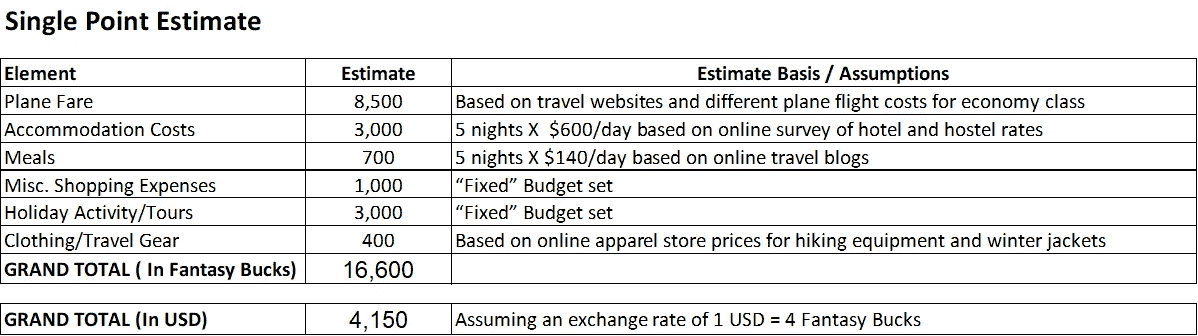 Single Point Estimate
Element Estimate Estimate Basis / Assumptions
Plane Fare 8,500 Based on travel websites and different plane flight costs for economy class
Accommodation Costs 3,000 5 nights X $600/day based on online survey of hotel and hostel rates
Meals 700 5 nights X $140/day based on online travel blogs
Misc. Shopping Expenses 1,000 “Fixed” Budget set
Holiday Activity/Tours 3,000 “Fixed” Budget set
Clothing/Travel Gear 400 Based on online apparel store prices for hiking equipment and winter jackets
GRAND TOTAL ( In Fantasy Bucks) 16,600
GRAND TOTAL (In USD) 4,150 Assuming an exchange rate of 1 USD = 4 Fantasy Bucks